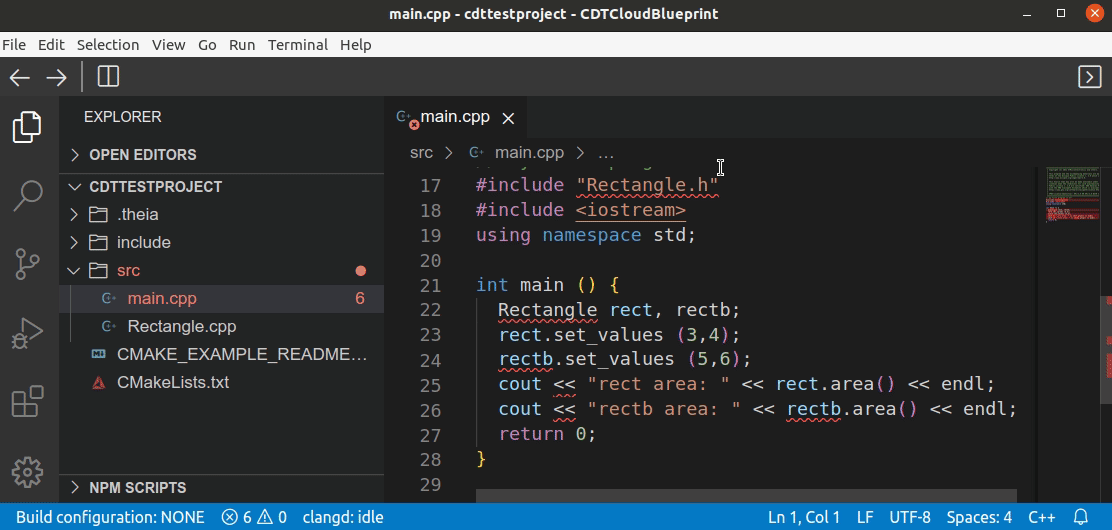 main.cpp - cdttestproject - CDTCloudBlueprint
File Edit Selection View Go Run Terminal Help
EXPLORER
OPEN EDITORS
CDTTESTPROJECT
.theia
include
src
main.cpp 6
Rectangle.cpp
CMAKE_EXAMPLE_README…
CMakeLists.txt
NPM SCRIPTS
main.cpp
src > main.cpp > …
17 #include "Rectangle.h"
18 #include <iostream>
19 using namespace std;
20
21 int main () {
22 Rectangle rect, rectb;
23 rect.set_values (3,4);
24 rectb.set_values (5,6);
25 cout << "rect area: " << rect.area() << endl;
26 cout << "rectb area: " << rectb.area() << endl;
27 return 0;
28 }
29
Build configuration: NONE 6 0 clangd: idle Ln 1, Col 1 LF UTF-8 Spaces: 4 C++